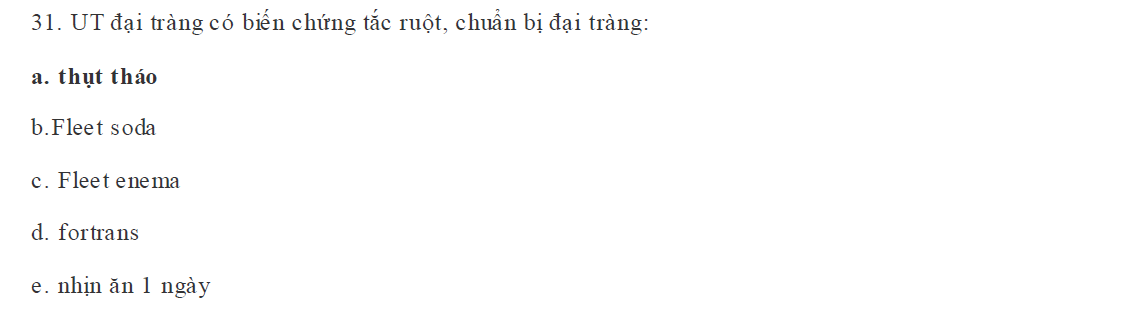 31. UT đại tràng có biến chứng tắc ruột, chuẩn bị đại tràng:
a. thụt tháo
b.Fleet soda
c. Fleet enema
d. fortrans
e. nhịn ăn 1 ngày